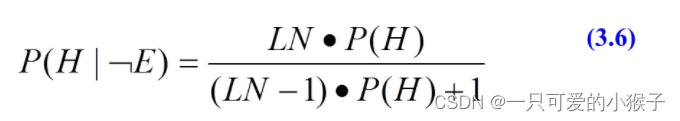 P(H | ¬E) = LN • P(H) / (LN − 1) • P(H) + 1 (3.6)
CSDN @一只可爱的小猴子